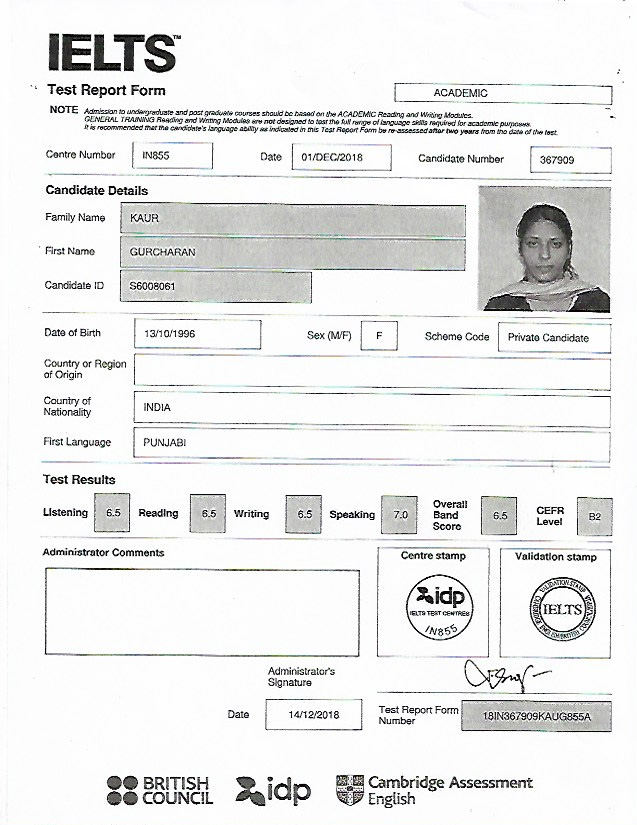 IELTS™
Test Report Form
ACADEMIC
NOTE Admission to undergraduate and post graduate courses should be based on the ACADEMIC Reading and Writing Modules.
GENERAL TRAINING Reading and Writing Modules are not designed to test the full range of language skills required for academic purposes.
It is recommended that the candidate's language ability as indicated in this Test Report Form be re-assessed after two years from the date of the test.
Centre Number IN855 Date 01/DEC/2018 Candidate Number 367909
Candidate Details
Family Name KAUR
First Name GURCHARAN
Candidate ID S6008061
Date of Birth 13/10/1996 Sex (M/F) F Scheme Code Private Candidate
Country or Region
of Origin
Country of
Nationality INDIA
First Language PUNJABI
Test Results
Listening 6.5 Reading 6.5 Writing 6.5 Speaking 7.0 Overall Band Score 6.5 CEFR Level B2
Administrator Comments
Centre stamp
idp
IELTS TEST CENTRES
IN855
Validation stamp
VALIDATION STAMP
IELTS
Administrator's
Signature
Date 14/12/2018
Test Report Form
Number 18IN367909KAUG855A
BRITISH
COUNCIL
idp
Cambridge Assessment
English